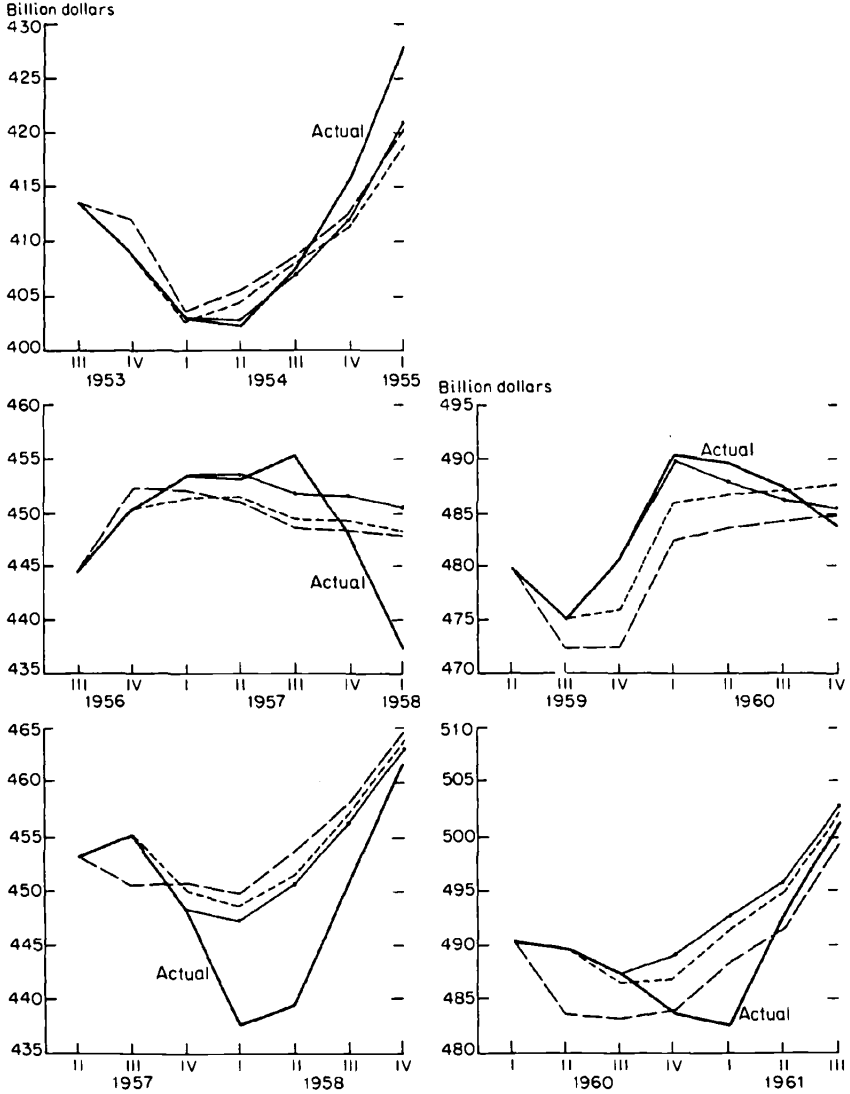 Billion dollars
430
425
420
415
410
405
400
Actual
III IV I II III IV I
1953 1954 1955
460
455
450
445
440
435
Actual
III IV I II III IV I
1956 1957 1958
Billion dollars
495
490
485
480
475
470
Actual
II III IV I II III IV
1959 1960
465
460
455
450
445
440
435
Actual
II III IV I II III IV
1957 1958
510
505
500
495
490
485
480
Actual
I II III IV I II III
1960 1961